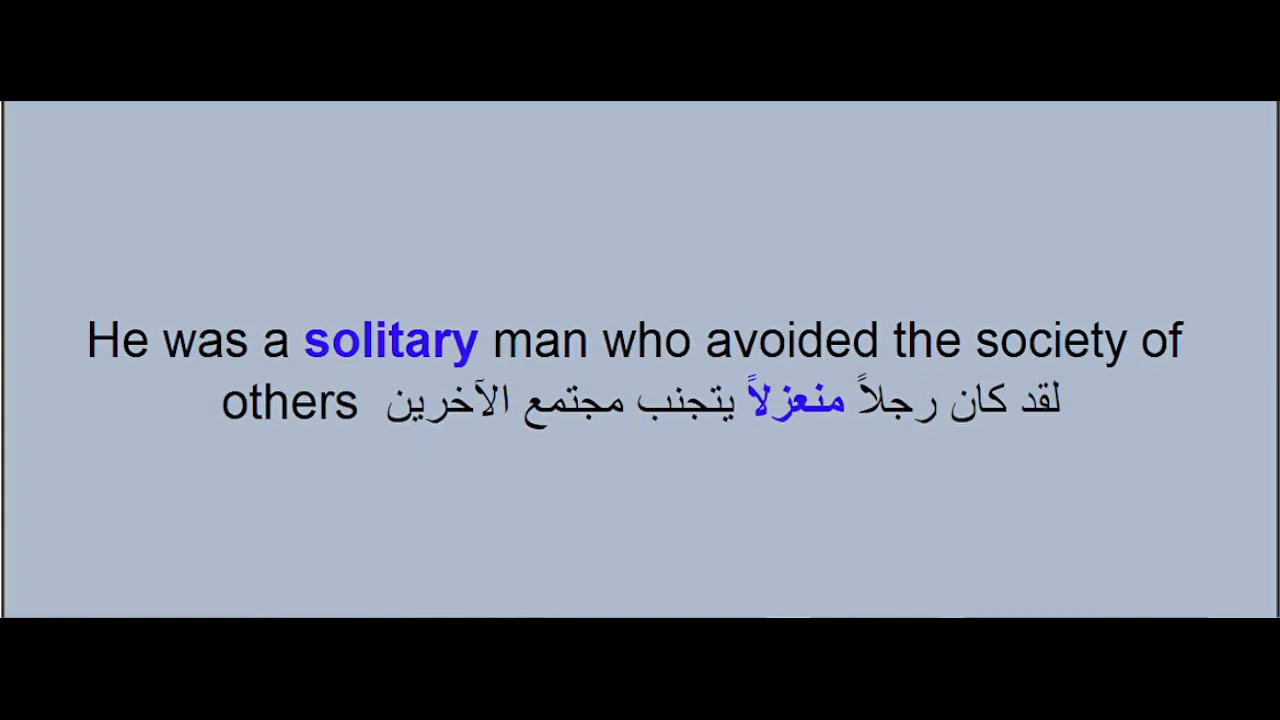 He was a solitary man who avoided the society of
others لقد كان رجلاً منعزلاً يتجنب مجتمع الآخرين